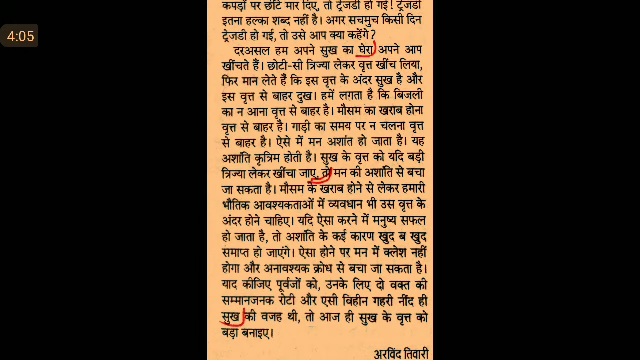 4:05
कपड़ों पर छींटे मार दिए, तो ट्रेजडी हो गई! ट्रेजडी
इतना हल्का शब्द नहीं है। अगर सचमुच किसी दिन
ट्रेजडी हो गई, तो उसे आप क्या कहेंगे?
दरअसल हम अपने सुख का घेरा अपने आप
खींचते हैं। छोटी-सी त्रिज्या लेकर वृत्त खींच लिया,
फिर मान लेते हैं कि इस वृत्त के अंदर सुख है और
इस वृत्त से बाहर दुख। हमें लगता है कि बिजली
का न आना वृत्त से बाहर है। मौसम का खराब होना
वृत्त से बाहर है। गाड़ी का समय पर न चलना वृत्त
से बाहर है। ऐसे में मन अशांत हो जाता है। यह
अशांति कृत्रिम होती है। सुख के वृत्त को यदि बड़ी
त्रिज्या लेकर खींचा जाए, तो मन की अशांति से बचा
जा सकता है। मौसम के खराब होने से लेकर हमारी
भौतिक आवश्यकताओं में व्यवधान भी उस वृत्त के
अंदर होने चाहिए। यदि ऐसा करने में मनुष्य सफल
हो जाता है, तो अशांति के कई कारण खुद ब खुद
समाप्त हो जाएंगे। ऐसा होने पर मन में क्लेश नहीं
होगा और अनावश्यक क्रोध से बचा जा सकता है।
याद कीजिए पूर्वजों को, उनके लिए दो वक्त की
सम्मानजनक रोटी और एसी विहीन गहरी नींद ही
सुख की वजह थी, तो आज ही सुख के वृत्त को
बड़ा बनाइए।
अरविंद तिवारी